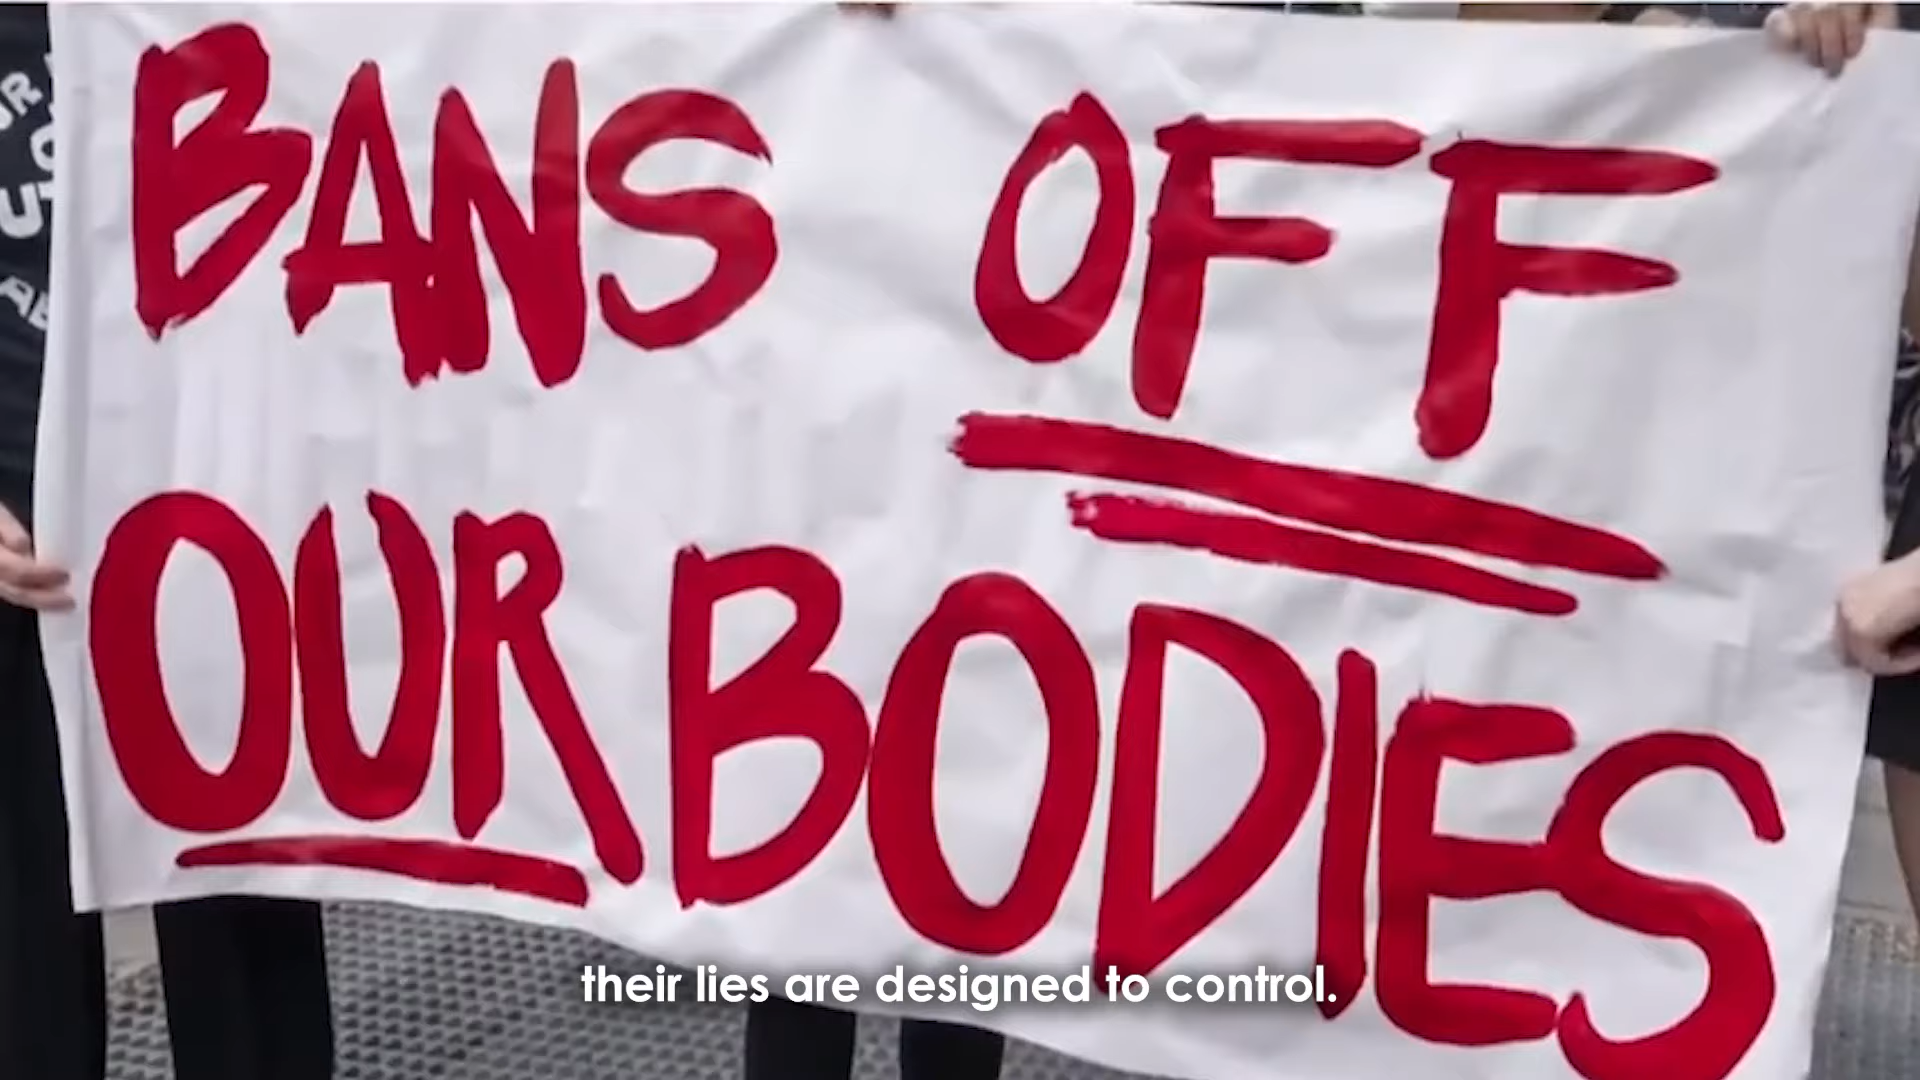 BANS OFF
OUR BODIES
their lies are designed to control.